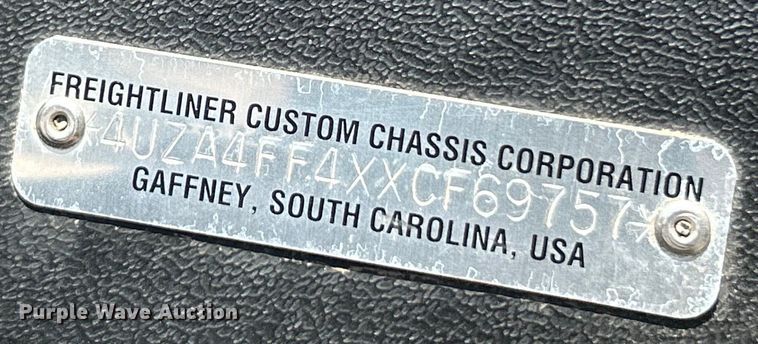 FREIGHTLINER CUSTOM CHASSIS CORPORATION
*4UZA4FF4XXCF69757*
GAFFNEY, SOUTH CAROLINA, USA
Purple Wave Auction